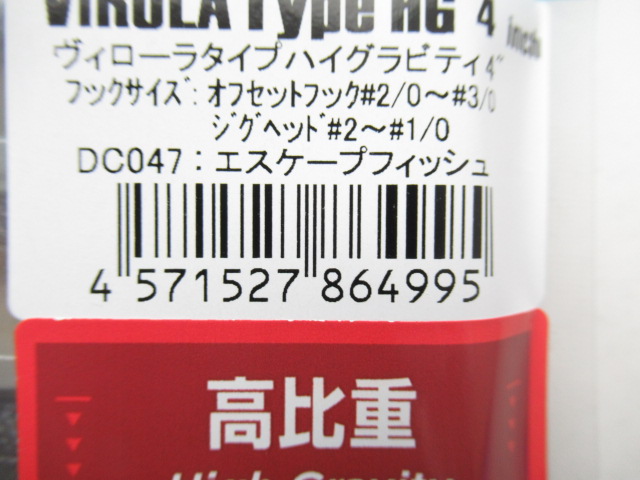 VIROLA Type HG 4 inch
ヴィローラタイプハイグラビティ4"
フックサイズ:オフセットフック#2/0～#3/0
ジグヘッド#2～#1/0
DC047:エスケープフィッシュ
4 571527 864995
高比重
High Gravity